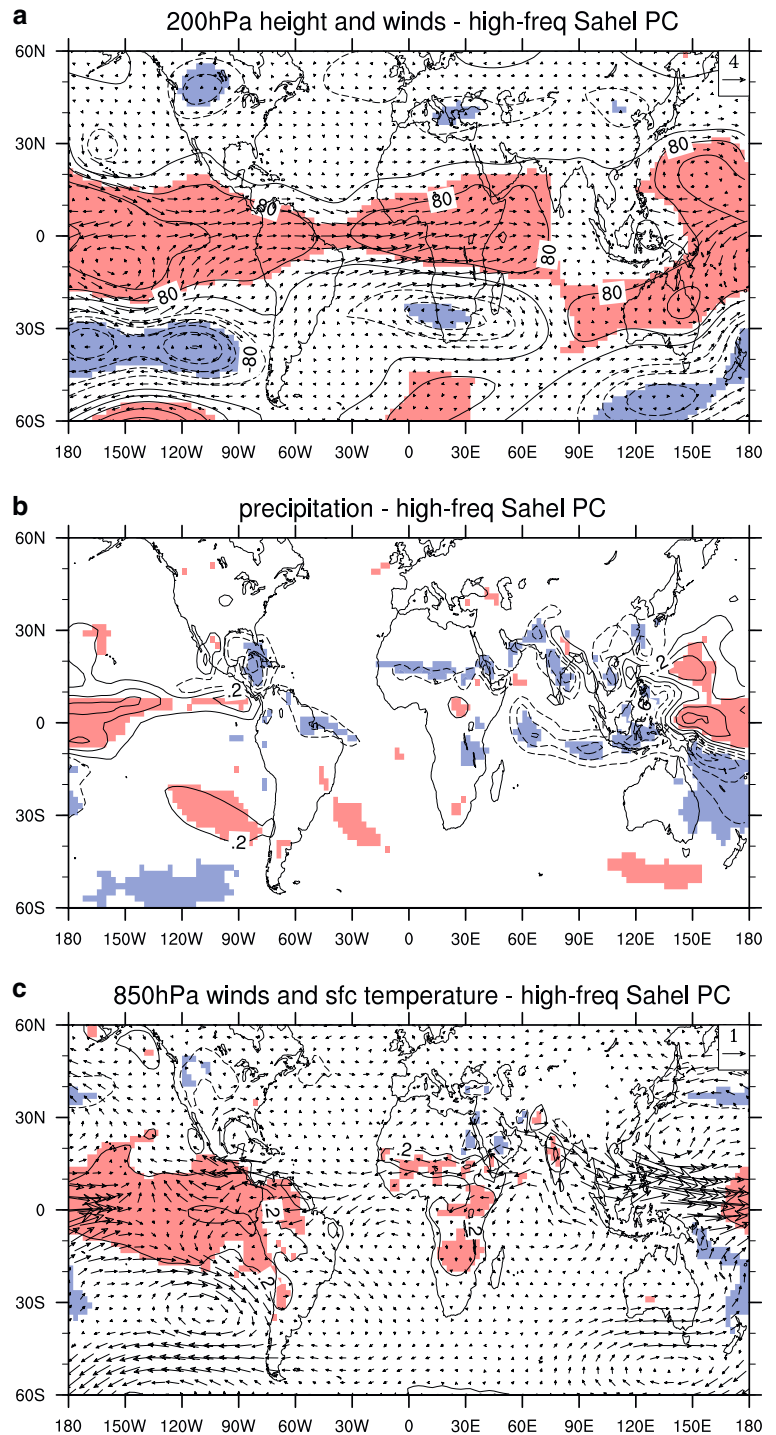 a
200hPa height and winds - high-freq Sahel PC
60N
4
30N
80
80
80
0
80
80
80
30S
80
60S
180 150W 120W 90W 60W 30W 0 30E 60E 90E 120E 150E 180
b
precipitation - high-freq Sahel PC
60N
30N
.2
.2
0
30S
.2
60S
180 150W 120W 90W 60W 30W 0 30E 60E 90E 120E 150E 180
c
850hPa winds and sfc temperature - high-freq Sahel PC
60N
1
30N
.2
0
.2
.2
30S
60S
180 150W 120W 90W 60W 30W 0 30E 60E 90E 120E 150E 180